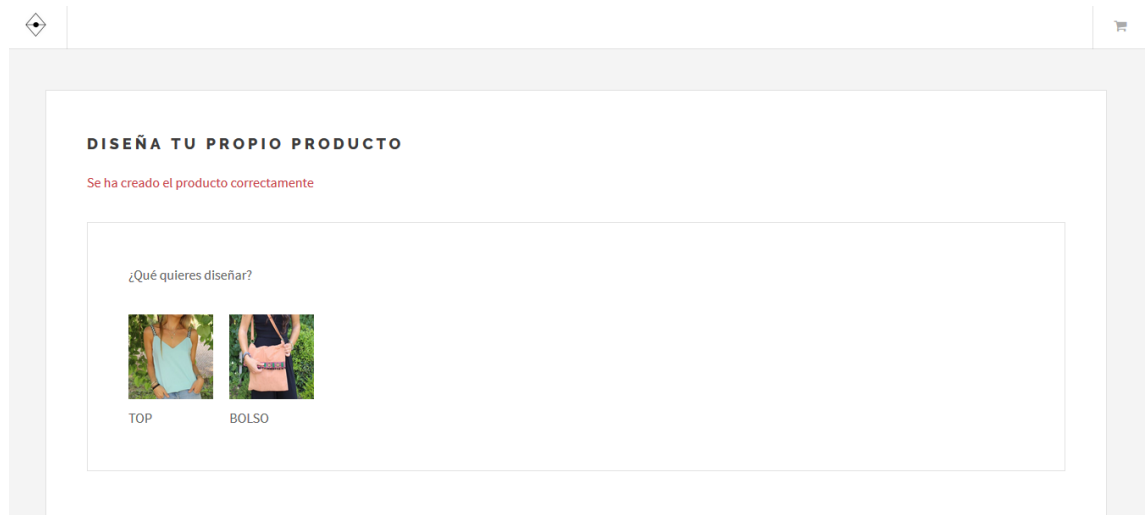 DISEÑA TU PROPIO PRODUCTO
Se ha creado el producto correctamente
¿Qué quieres diseñar?
TOP BOLSO